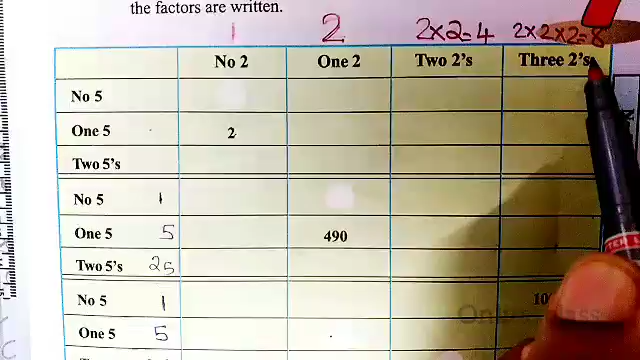 the factors are written.
1 2 2×2=4 2×2×2=8
No 2 One 2 Two 2's Three 2's
No 5
One 5 2
Two 5's
No 5 1
One 5 5 490
Two 5's 25
No 5 1
One 5 5